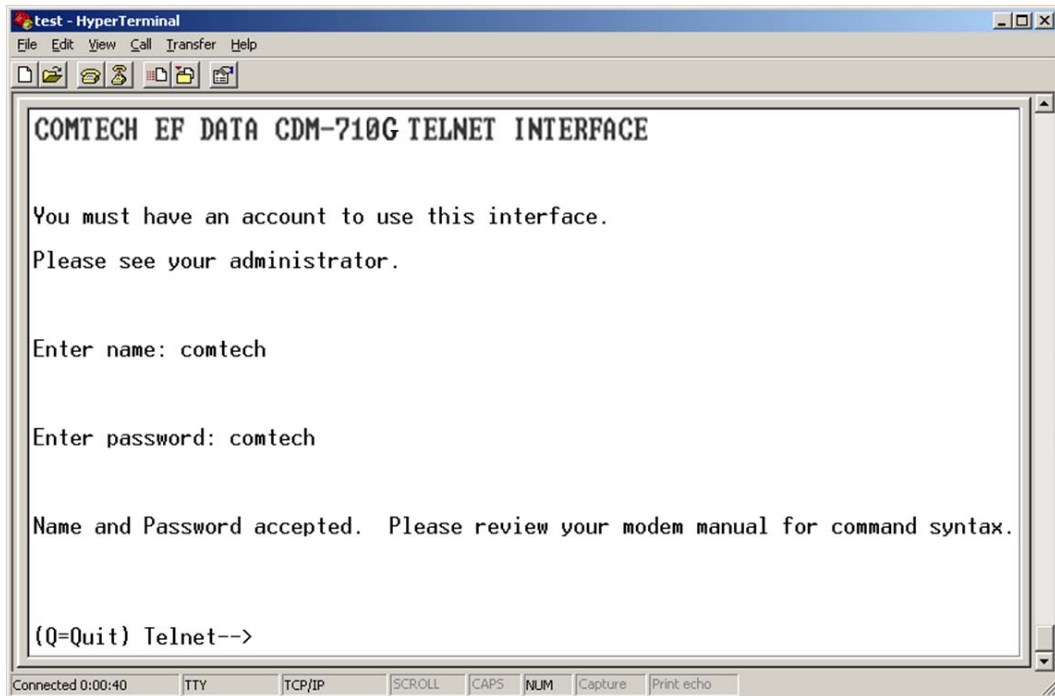 test - HyperTerminal
File Edit View Call Transfer Help
COMTECH EF DATA CDM-710G TELNET INTERFACE
You must have an account to use this interface.
Please see your administrator.
Enter name: comtech
Enter password: comtech
Name and Password accepted.  Please review your modem manual for command syntax.
(Q=Quit) Telnet-->
Connected 0:00:40 TTY TCP/IP SCROLL CAPS NUM Capture Print echo